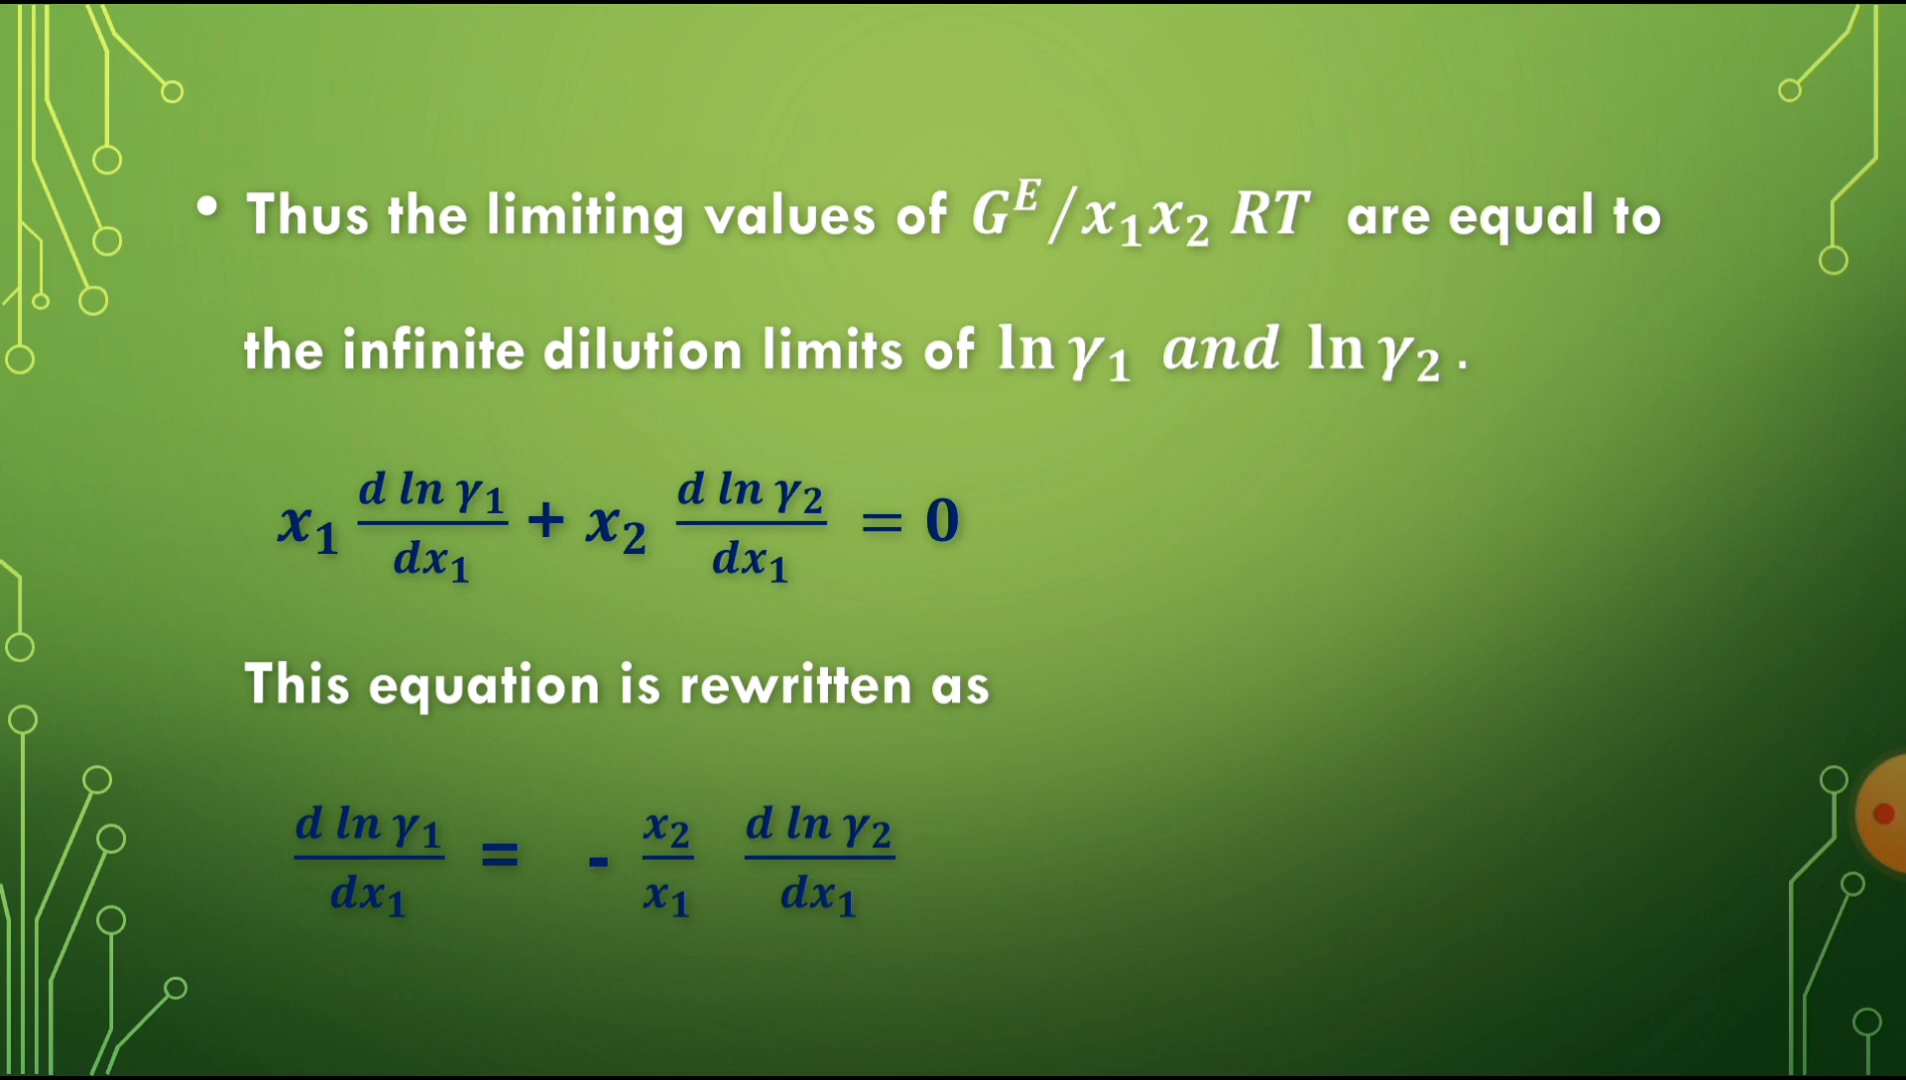 • Thus the limiting values of G^E/x₁x₂ RT are equal to
the infinite dilution limits of ln γ₁ and ln γ₂ .
x₁ d ln γ₁/dx₁ + x₂ d ln γ₂/dx₁ = 0
This equation is rewritten as
d ln γ₁/dx₁ = - x₂/x₁ d ln γ₂/dx₁